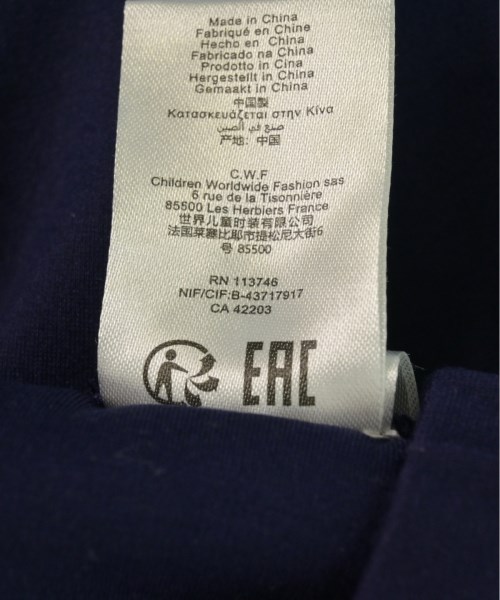 Made in China
Fabriqué en Chine
Hecho en China
Fabricado na China
Prodotto in Cina
Hergestellt in China
Gemaakt in China
中国製
Κατασκευάζεται στην Κίνα
صنع في الصين
产地: 中国
C.W.F
Children Worldwide Fashion sas
6 rue de la Tisonnière
85500 Les Herbiers France
世界儿童时装有限公司
法国莱塞比耶市提松尼大街6
号 85500
RN 113746
NIF/CIF:B-43717917
CA 42203
EAC